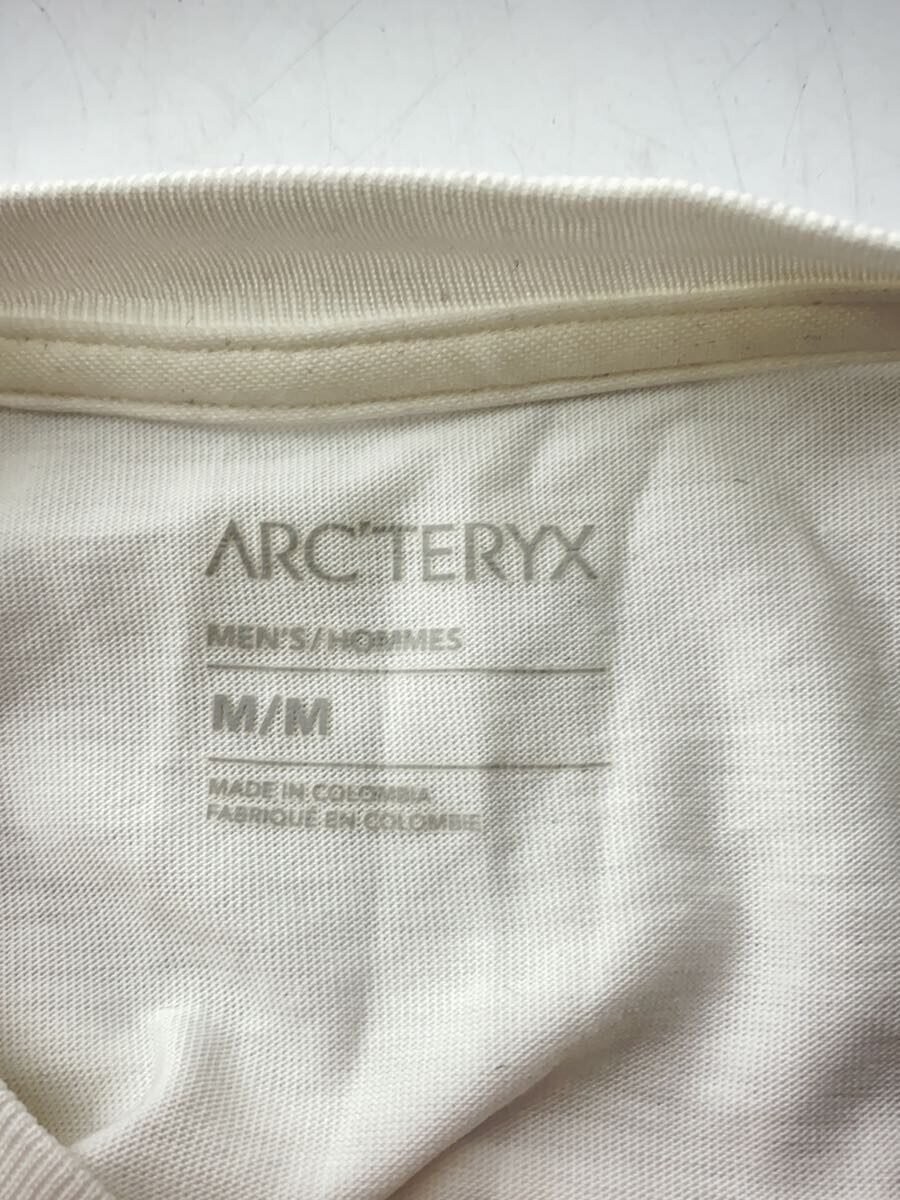 ARC'TERYX
MEN'S/HOMMES
M/M
MADE IN COLOMBIA
FABRIQUÉ EN COLOMBIE